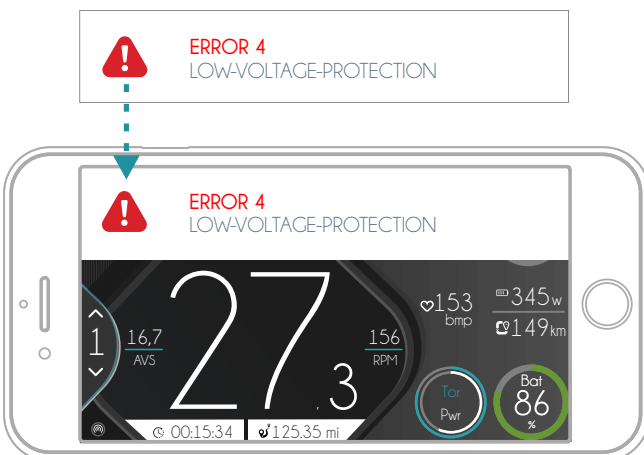 ERROR 4
LOW-VOLTAGE-PROTECTION
ERROR 4
LOW-VOLTAGE-PROTECTION
1
16,7
AVS
27,3
156
RPM
153
bmp
345w
149km
Tor
Pwr
Bat
86
%
00:15:34
125.35 mi